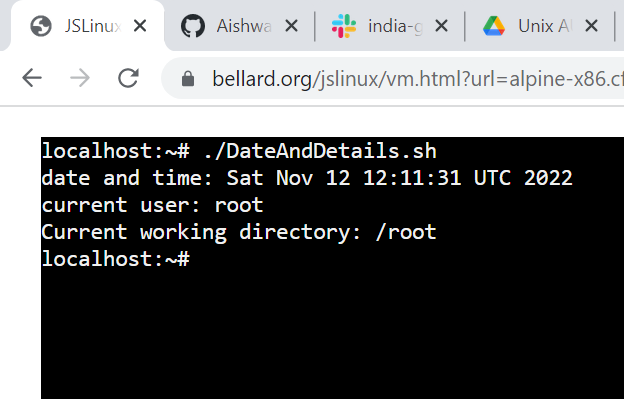 JSLinux
Aishwa
india-g
Unix A
bellard.org/jslinux/vm.html?url=alpine-x86.cf
localhost:~# ./DateAndDetails.sh
date and time: Sat Nov 12 12:11:31 UTC 2022
current user: root
Current working directory: /root
localhost:~#